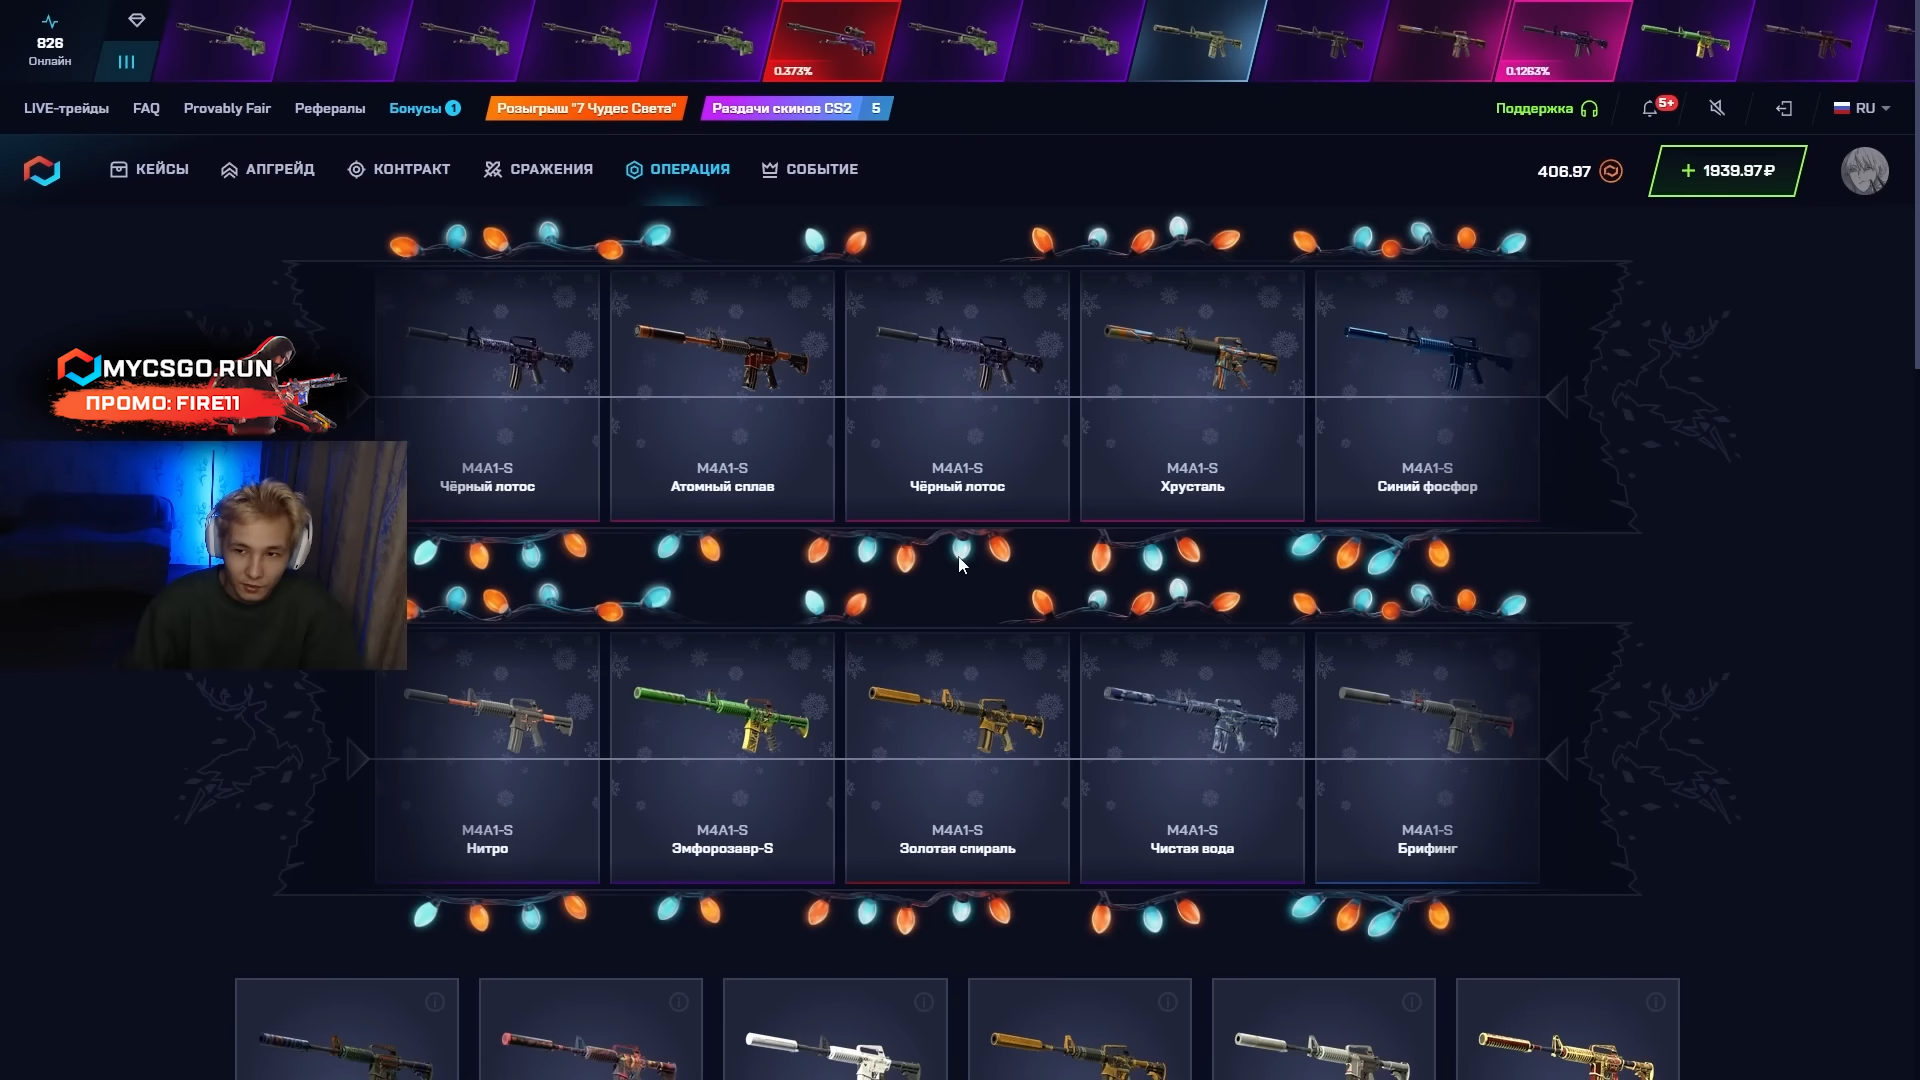 826
Онлайн
0.373%
0.1263%
LIVE-трейды
FAQ
Provably Fair
Рефералы
Бонусы 1
Розыгрыш "7 Чудес Света"
Раздачи скинов CS2 5
Поддержка
5+
RU
КЕЙСЫ
АПГРЕЙД
КОНТРАКТ
СРАЖЕНИЯ
ОПЕРАЦИЯ
СОБЫТИЕ
406.97
+ 1939.97₽
MYCSGO.RUN
ПРОМО: FIRE11
M4A1-S
Чёрный лотос
M4A1-S
Атомный сплав
M4A1-S
Чёрный лотос
M4A1-S
Хрусталь
M4A1-S
Синий фосфор
M4A1-S
Нитро
M4A1-S
Эмфорозавр-S
M4A1-S
Золотая спираль
M4A1-S
Чистая вода
M4A1-S
Брифинг